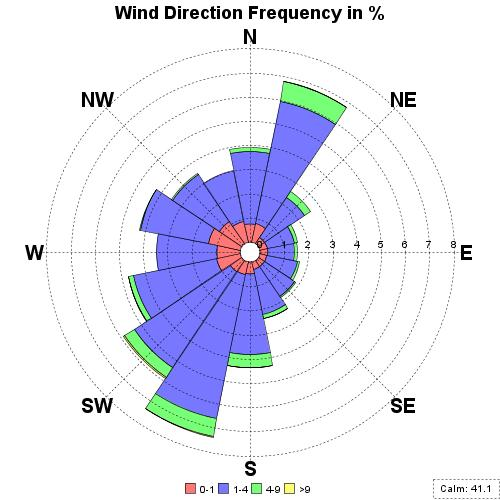 Wind Direction Frequency in %
N
NW
NE
W
0 1 2 3 4 5 6 7 8
E
SW
SE
S
0-1 1-4 4-9 >9
Calm: 41.1